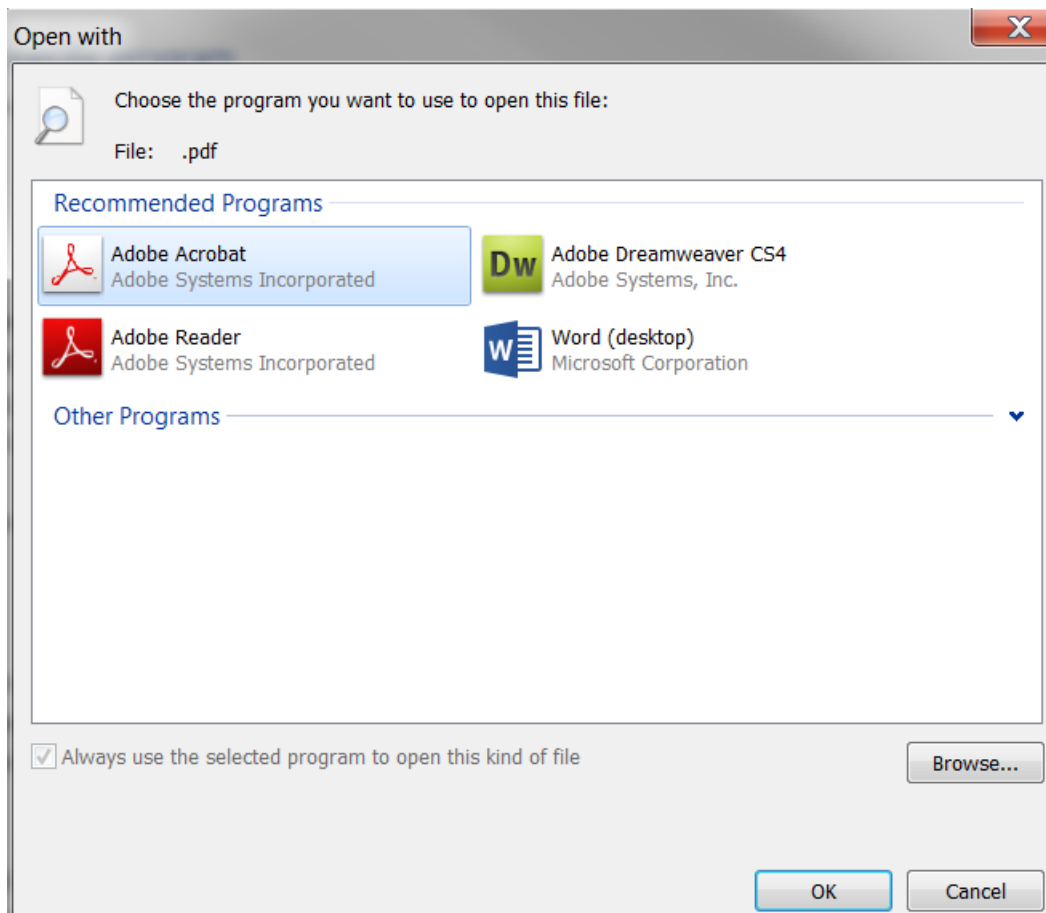 Open with
Choose the program you want to use to open this file:
File: .pdf
Recommended Programs
Adobe Acrobat
Adobe Systems Incorporated
Dw
Adobe Dreamweaver CS4
Adobe Systems, Inc.
Adobe Reader
Adobe Systems Incorporated
W
Word (desktop)
Microsoft Corporation
Other Programs
Always use the selected program to open this kind of file
Browse...
OK
Cancel